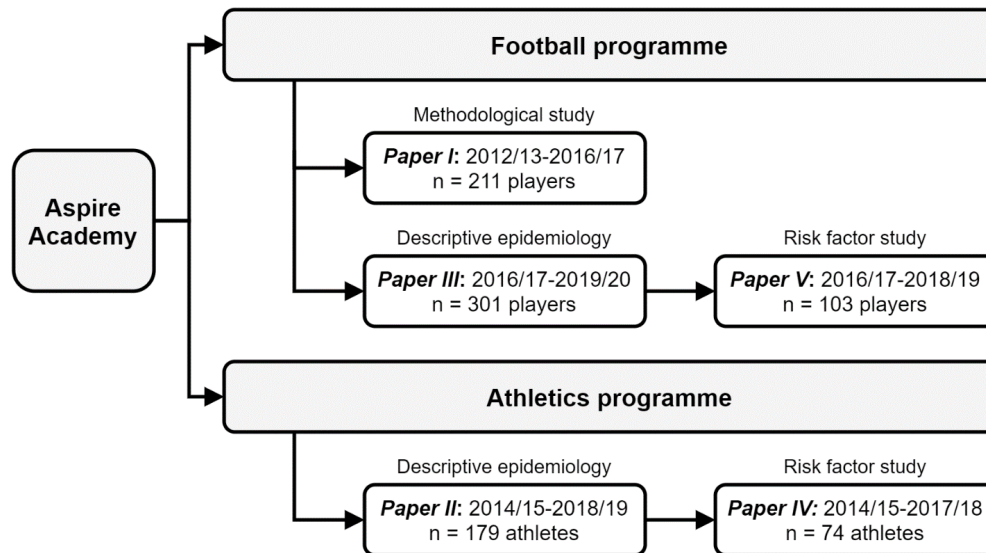 Football programme
Methodological study
Paper I: 2012/13-2016/17
n = 211 players
Aspire
Academy
Descriptive epidemiology
Paper III: 2016/17-2019/20
n = 301 players
Risk factor study
Paper V: 2016/17-2018/19
n = 103 players
Athletics programme
Descriptive epidemiology
Paper II: 2014/15-2018/19
n = 179 athletes
Risk factor study
Paper IV: 2014/15-2017/18
n = 74 athletes